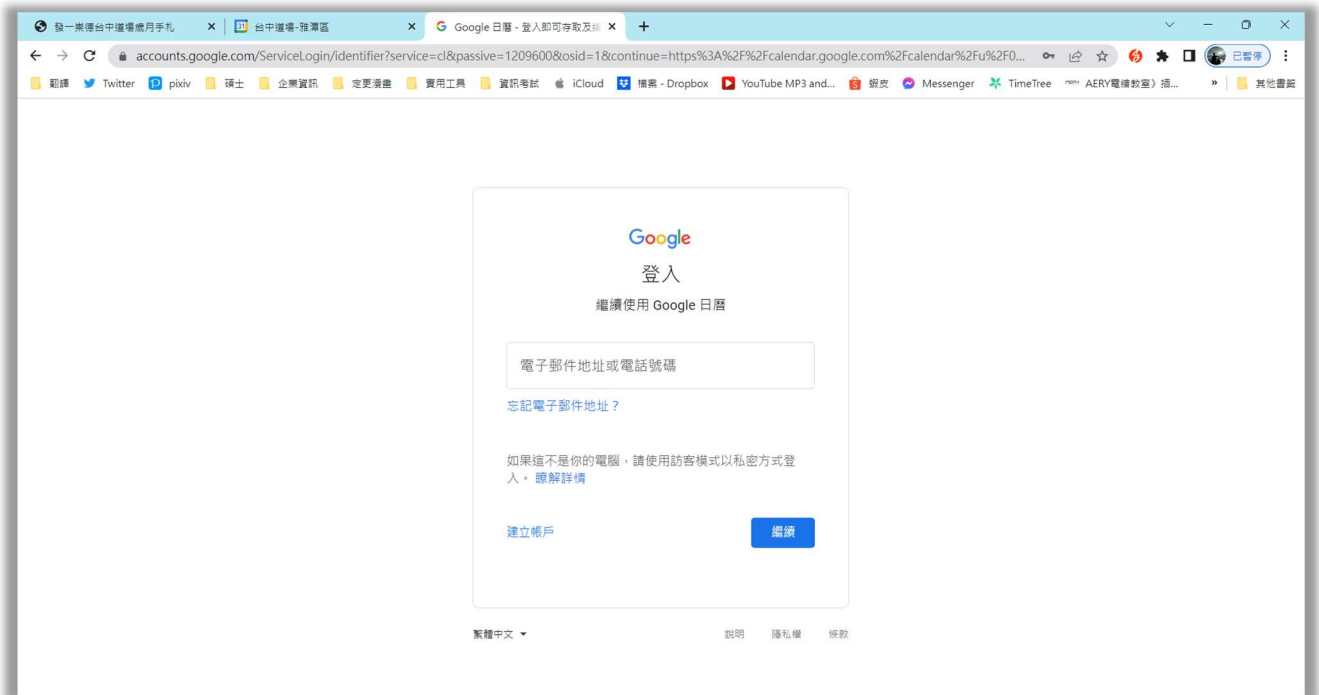 發一崇德台中道場歲月手札
31 台中道場-雅潭區
Google 日曆 - 登入即可存取及
accounts.google.com/ServiceLogin/identifier?service=cl&passive=1209600&osid=1&continue=https%3A%2F%2Fcalendar.google.com%2Fcalendar%2Fu%2F0...
已暫停
翻譯
Twitter
pixiv
碩士
企業資訊
定更漫畫
實用工具
資訊考試
iCloud
檔案 - Dropbox
YouTube MP3 and...
蝦皮
Messenger
TimeTree
AERY電繪教室》插...
»
其他書籤
Google
登入
繼續使用 Google 日曆
電子郵件地址或電話號碼
忘記電子郵件地址？
如果這不是你的電腦，請使用訪客模式以私密方式登
入。 瞭解詳情
建立帳戶
繼續
繁體中文
說明
隱私權
條款